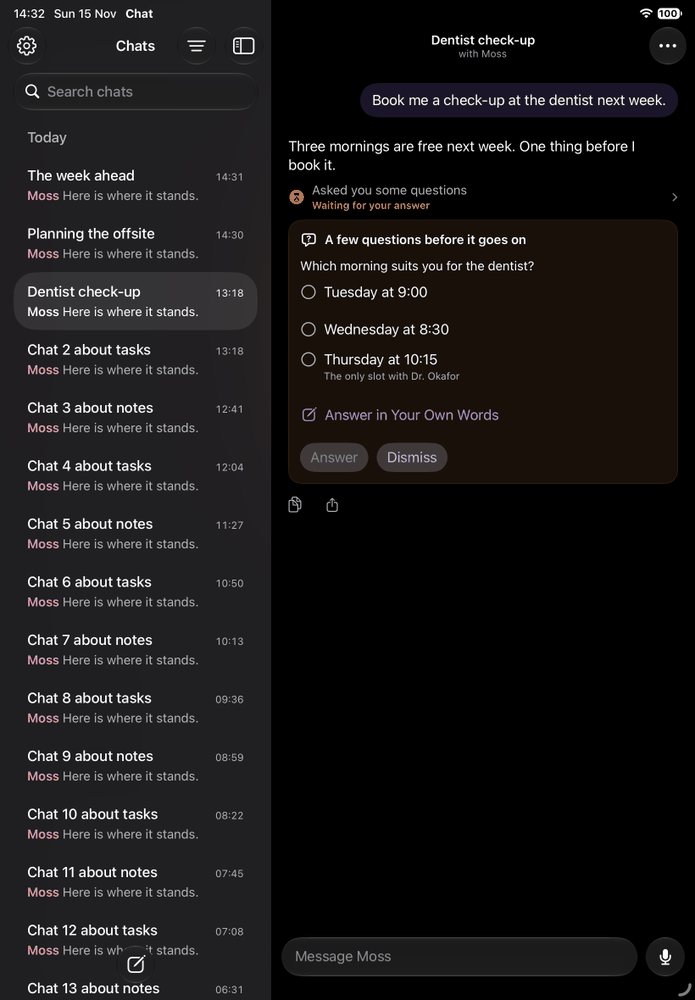 14:32 Sun 15 Nov Chat
100
Chats
Search chats
Today
The week ahead 14:31
Moss Here is where it stands.
Planning the offsite 14:30
Moss Here is where it stands.
Dentist check-up 13:18
Moss Here is where it stands.
Chat 2 about tasks 13:18
Moss Here is where it stands.
Chat 3 about notes 12:41
Moss Here is where it stands.
Chat 4 about tasks 12:04
Moss Here is where it stands.
Chat 5 about notes 11:27
Moss Here is where it stands.
Chat 6 about tasks 10:50
Moss Here is where it stands.
Chat 7 about notes 10:13
Moss Here is where it stands.
Chat 8 about tasks 09:36
Moss Here is where it stands.
Chat 9 about notes 08:59
Moss Here is where it stands.
Chat 10 about tasks 08:22
Moss Here is where it stands.
Chat 11 about notes 07:45
Moss Here is where it stands.
Chat 12 about tasks 07:08
Moss Here is where it stands.
Chat 13 about notes 06:31
Dentist check-up
with Moss
Book me a check-up at the dentist next week.
Three mornings are free next week. One thing before I
book it.
Asked you some questions
Waiting for your answer
A few questions before it goes on
Which morning suits you for the dentist?
Tuesday at 9:00
Wednesday at 8:30
Thursday at 10:15
The only slot with Dr. Okafor
Answer in Your Own Words
Answer Dismiss
Message Moss